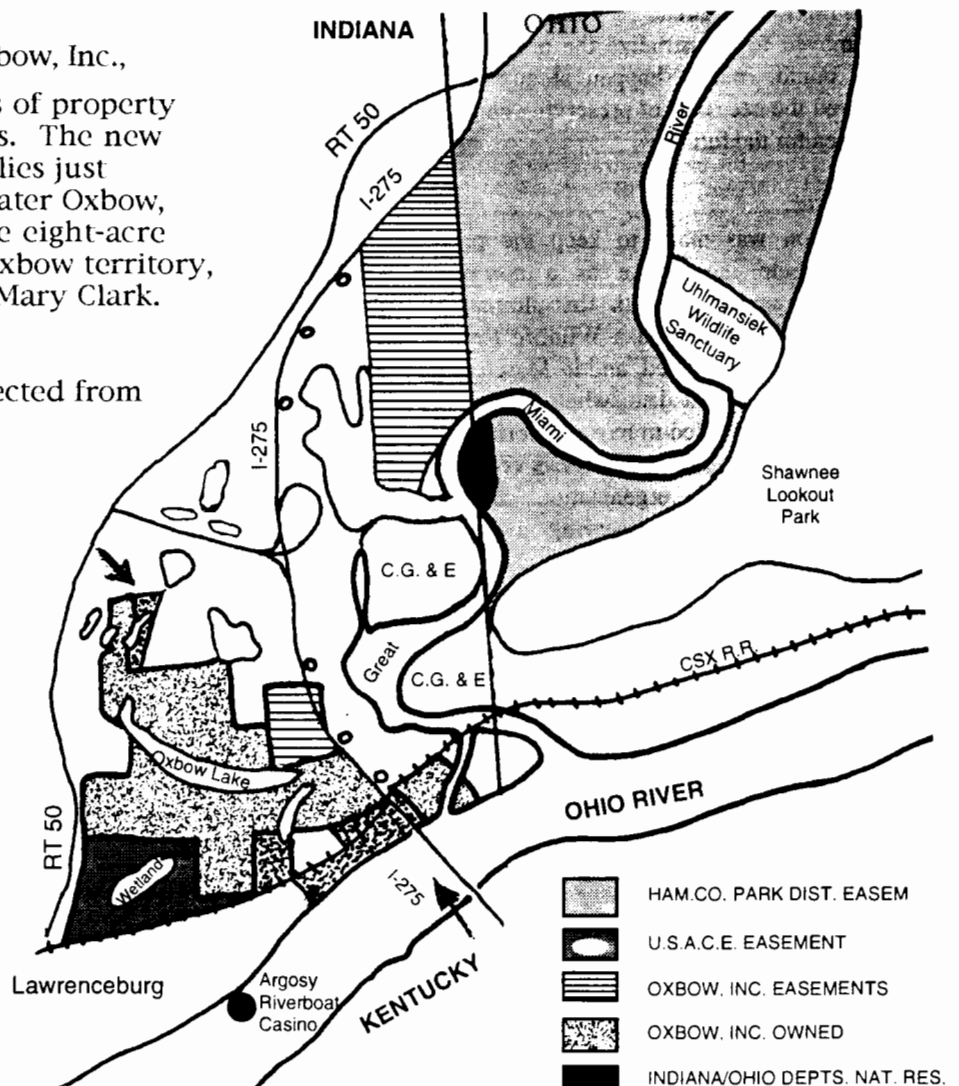 bow, Inc.,
s of property
s. The new
lies just
ater Oxbow,
e eight-acre
xbow territory,
Mary Clark.
ected from
INDIANA
OHIO
RT 50
I-275
River
Uhlmansiek
Wildlife
Sanctuary
Miami
I-275
Shawnee
Lookout
Park
C.G. & E
Great
C.G. & E
CSX R.R.
Oxbow Lake
RT 50
OHIO RIVER
Wetland
I-275
KENTUCKY
Lawrenceburg
Argosy
Riverboat
Casino
HAM.CO. PARK DIST. EASEM
U.S.A.C.E. EASEMENT
OXBOW, INC. EASEMENTS
OXBOW, INC. OWNED
INDIANA/OHIO DEPTS. NAT. RES.